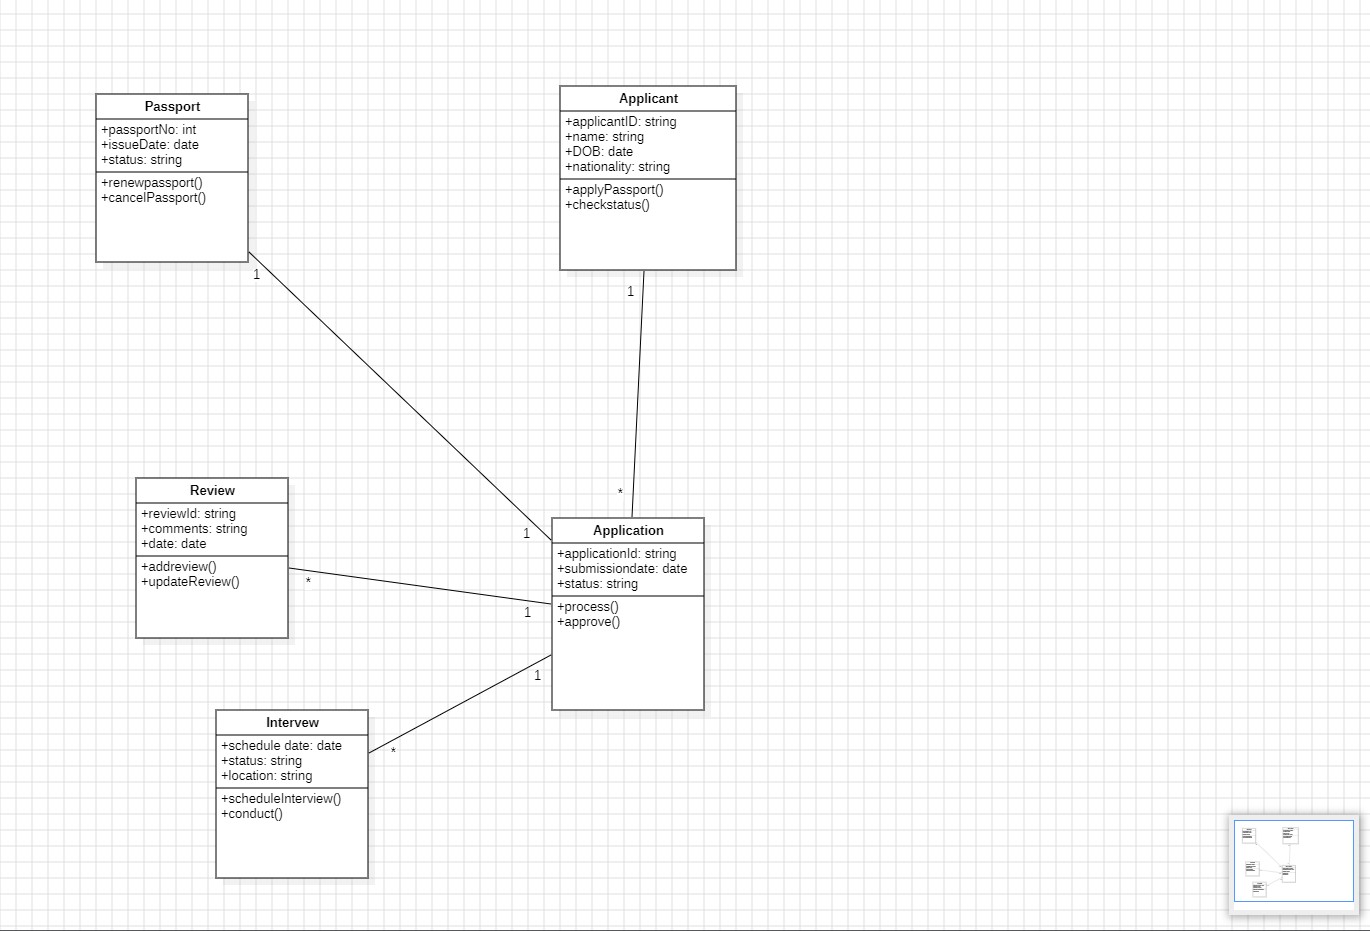 Passport
+passportNo: int
+issueDate: date
+status: string
+renewpassport()
+cancelPassport()
1
Applicant
+applicantID: string
+name: string
+DOB: date
+nationality: string
+applyPassport()
+checkstatus()
1
*
Review
+reviewId: string
+comments: string
+date: date
+addreview()
+updateReview()
*
1
1
1
Application
+applicationId: string
+submissiondate: date
+status: string
+process()
+approve()
Intervew
+schedule date: date
+status: string
+location: string
+scheduleInterview()
+conduct()
*